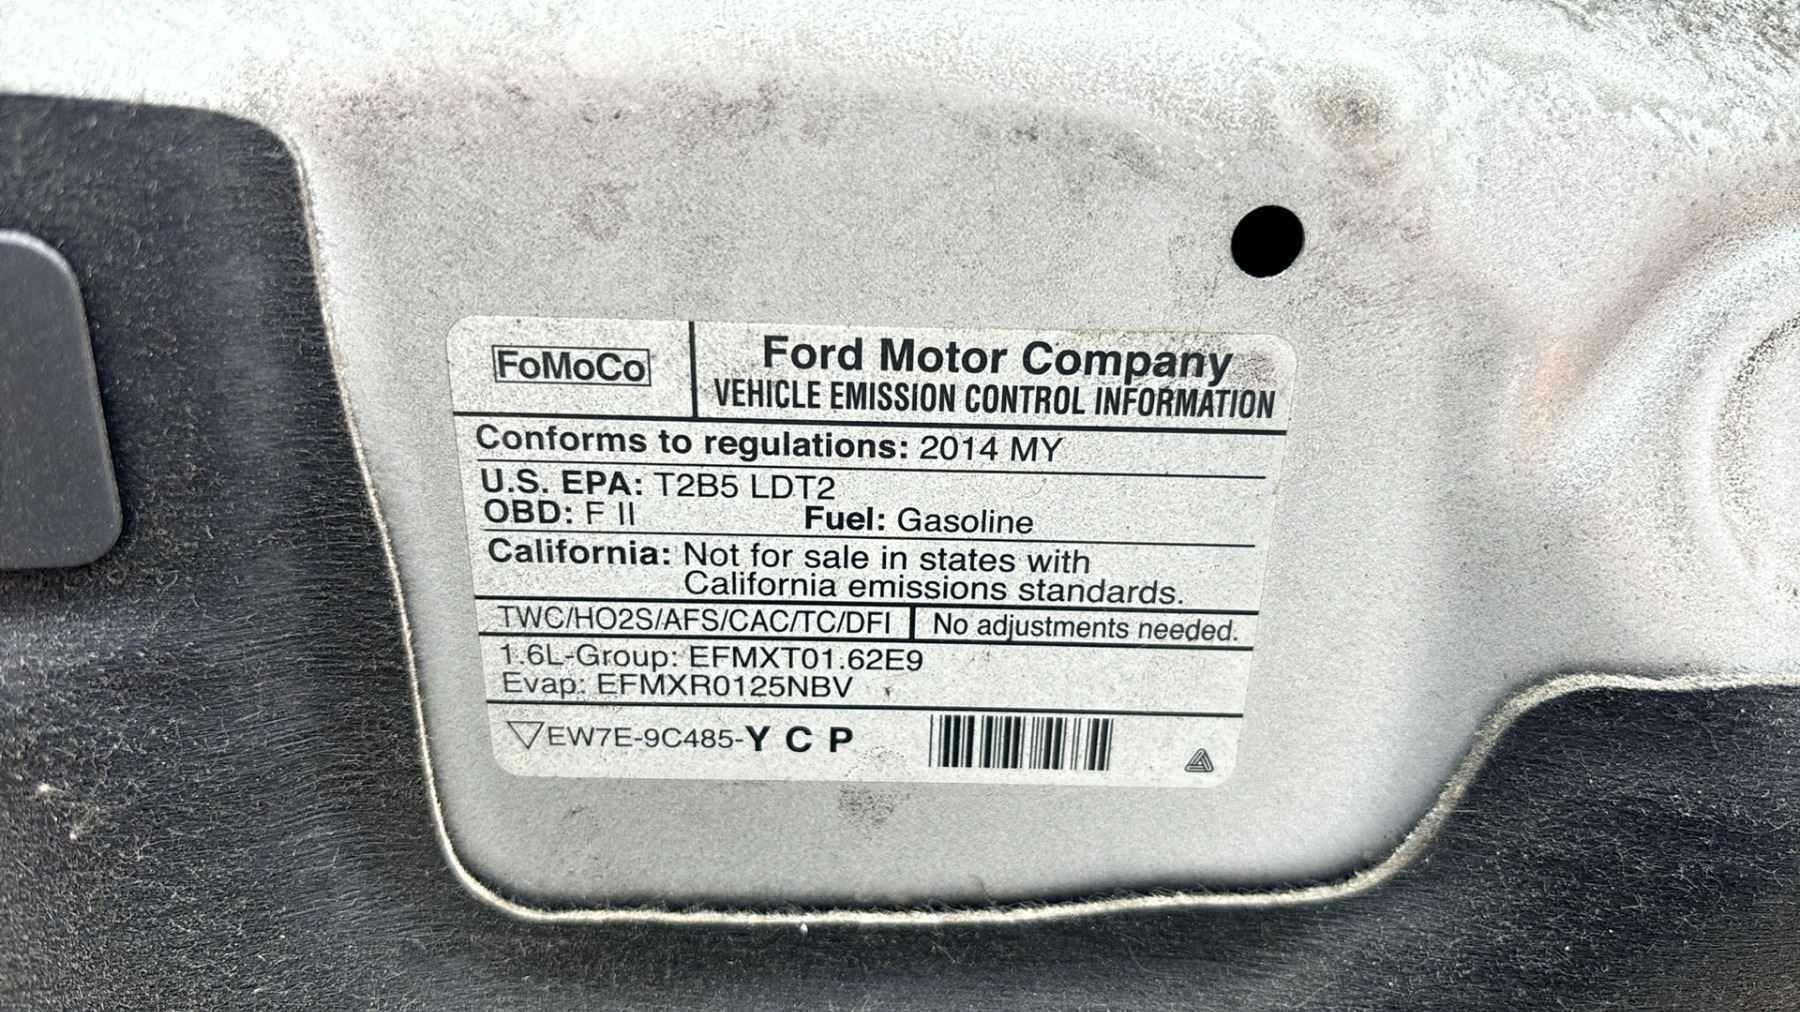 FoMoCo
Ford Motor Company
VEHICLE EMISSION CONTROL INFORMATION
Conforms to regulations: 2014 MY
U.S. EPA: T2B5 LDT2
OBD: F II Fuel: Gasoline
California: Not for sale in states with
California emissions standards.
TWC/HO2S/AFS/CAC/TC/DFI No adjustments needed.
1.6L-Group: EFMXT01.62E9
Evap: EFMXR0125NBV
EW7E-9C485-Y C P